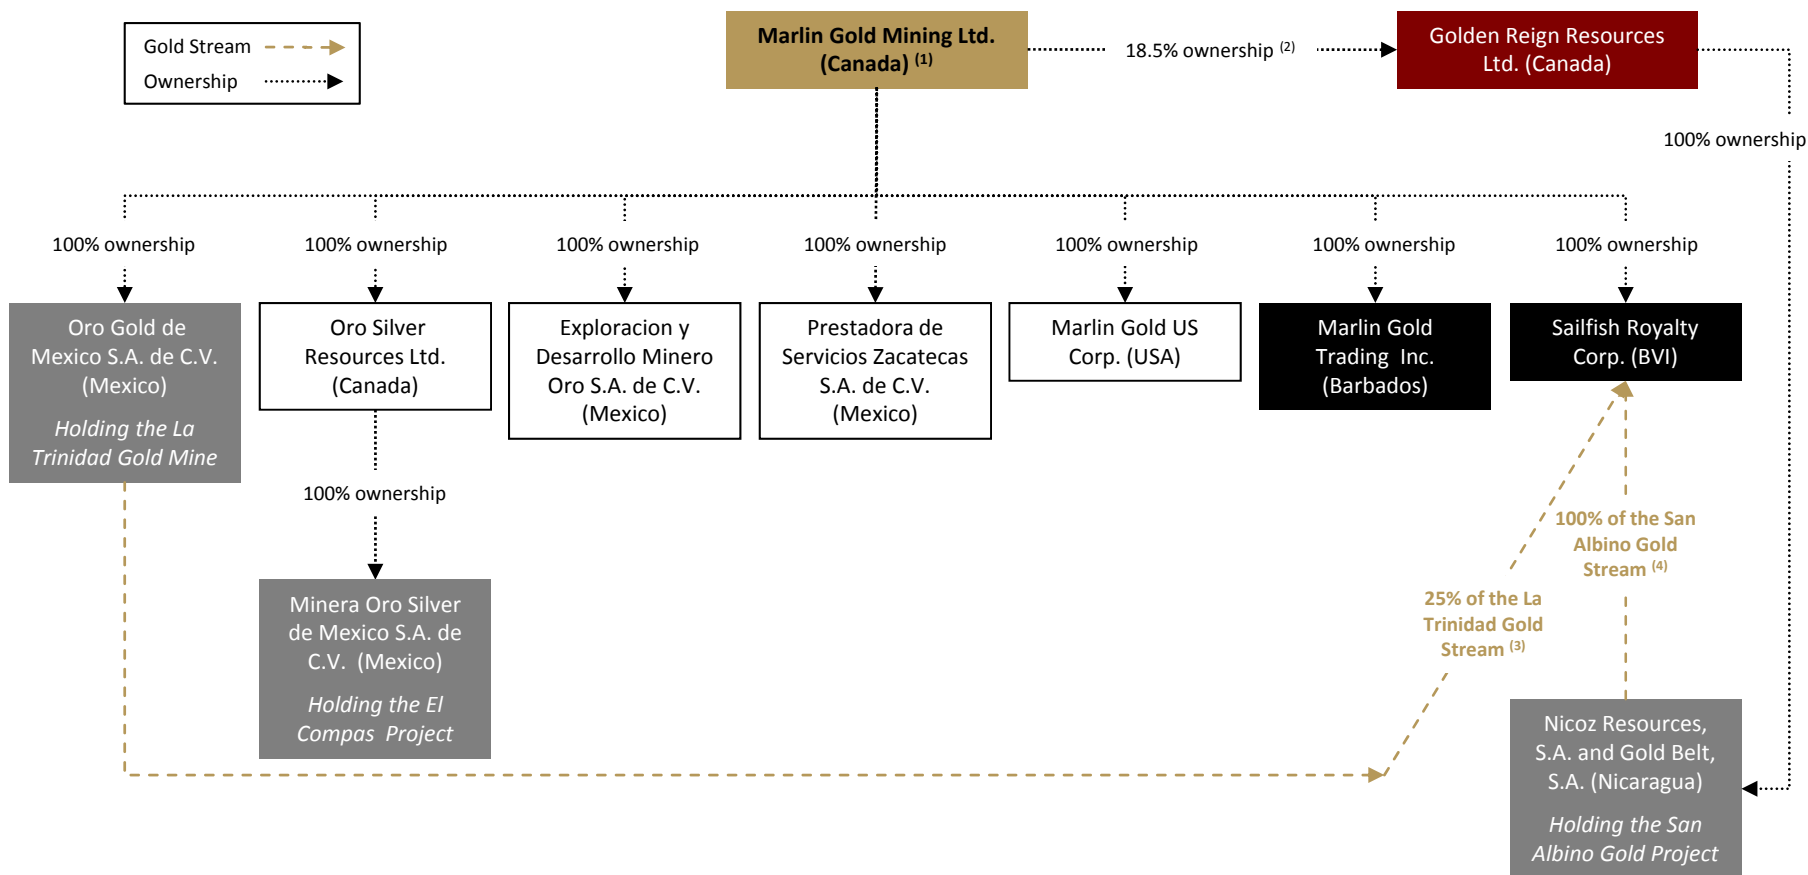 Gold Stream
Ownership
Marlin Gold Mining Ltd.
(Canada) (1)
18.5% ownership (2)
Golden Reign Resources
Ltd. (Canada)
100% ownership
100% ownership
100% ownership
100% ownership
100% ownership
100% ownership
100% ownership
100% ownership
Oro Gold de
Mexico S.A. de C.V.
(Mexico)
Holding the La
Trinidad Gold Mine
Oro Silver
Resources Ltd.
(Canada)
Exploracion y
Desarrollo Minero
Oro S.A. de C.V.
(Mexico)
Prestadora de
Servicios Zacatecas
S.A. de C.V.
(Mexico)
Marlin Gold US
Corp. (USA)
Marlin Gold
Trading Inc.
(Barbados)
Sailfish Royalty
Corp. (BVI)
100% ownership
100% of the San
Albino Gold
Stream (4)
25% of the La
Trinidad Gold
Stream (3)
Minera Oro Silver
de Mexico S.A. de
C.V. (Mexico)
Holding the El
Compas Project
Nicoz Resources,
S.A. and Gold Belt,
S.A. (Nicaragua)
Holding the San
Albino Gold Project